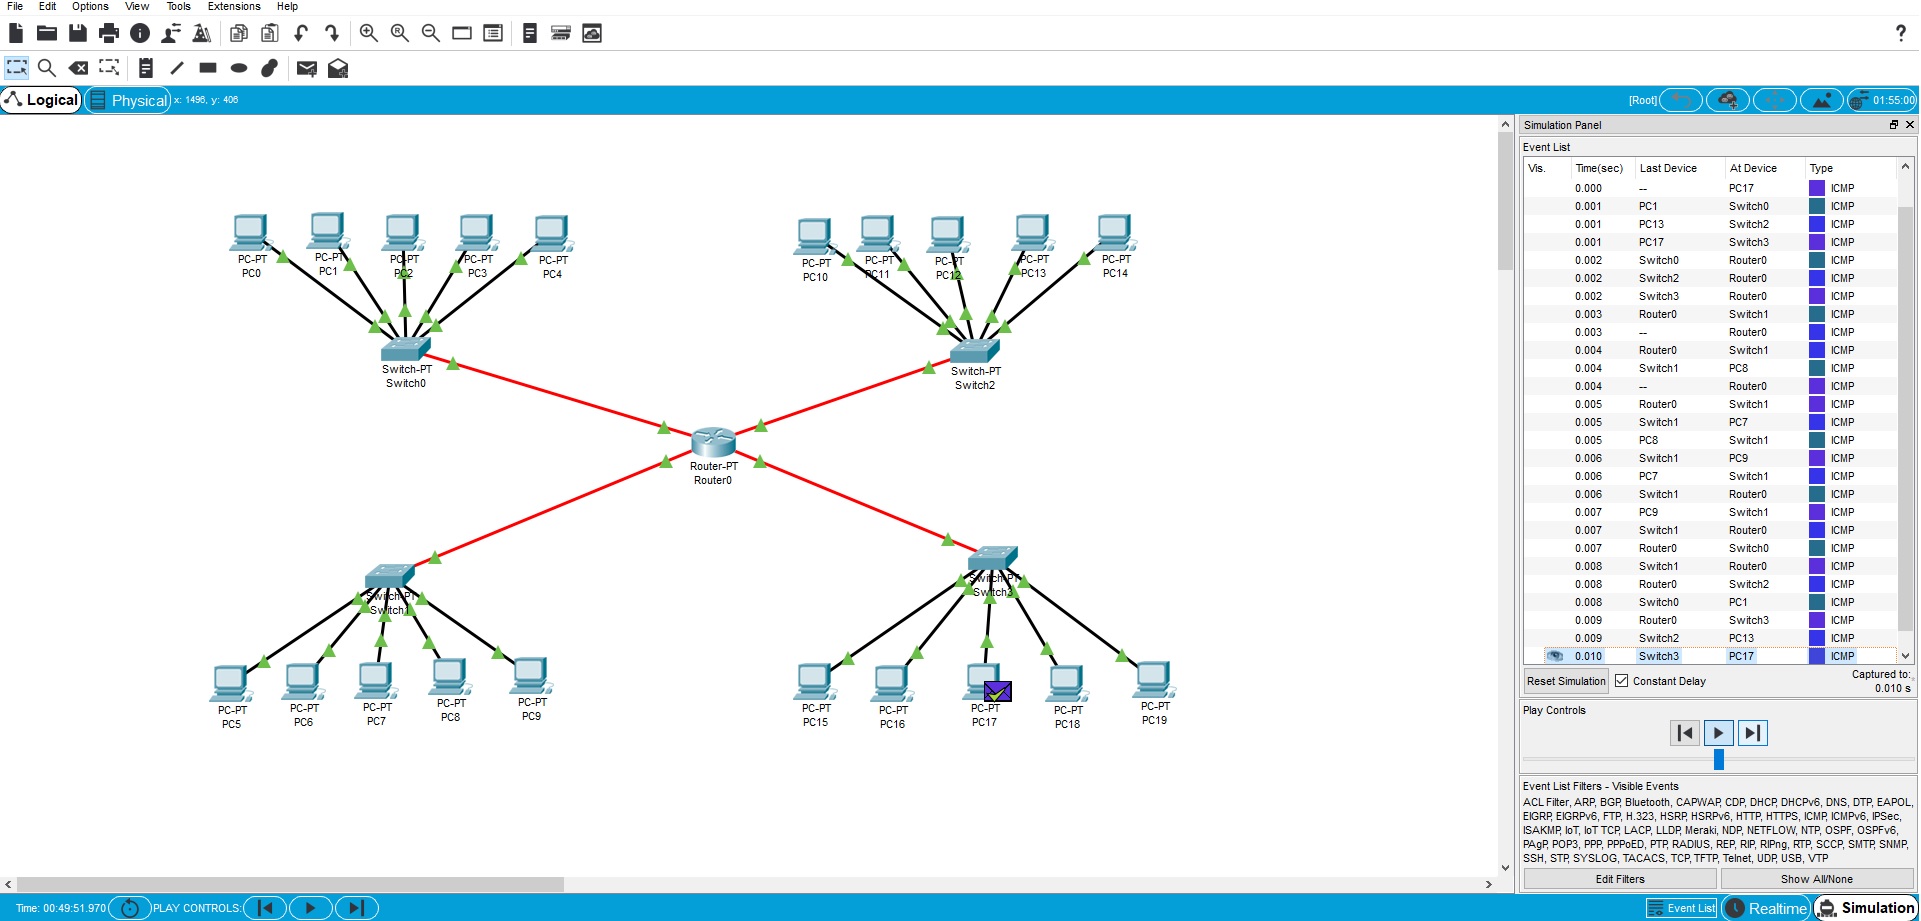 File Edit Options View Tools Extensions Help
?
Logical Physical x: 1496, y: 406 [Root] 01:55:00
Simulation Panel
Event List
Vis. Time(sec) Last Device At Device Type
0.000 -- PC17 ICMP
0.001 PC1 Switch0 ICMP
0.001 PC13 Switch2 ICMP
0.001 PC17 Switch3 ICMP
0.002 Switch0 Router0 ICMP
0.002 Switch2 Router0 ICMP
0.002 Switch3 Router0 ICMP
0.003 Router0 Switch1 ICMP
0.003 -- Router0 ICMP
0.004 Router0 Switch1 ICMP
0.004 Switch1 PC8 ICMP
0.004 -- Router0 ICMP
0.005 Router0 Switch1 ICMP
0.005 Switch1 PC7 ICMP
0.005 PC8 Switch1 ICMP
0.006 Switch1 PC9 ICMP
0.006 PC7 Switch1 ICMP
0.006 Switch1 Router0 ICMP
0.007 PC9 Switch1 ICMP
0.007 Switch1 Router0 ICMP
0.007 Router0 Switch0 ICMP
0.008 Switch1 Router0 ICMP
0.008 Router0 Switch2 ICMP
0.008 Switch0 PC1 ICMP
0.009 Router0 Switch3 ICMP
0.009 Switch2 PC13 ICMP
0.010 Switch3 PC17 ICMP
Reset Simulation Constant Delay Captured to:
0.010 s
Play Controls
Event List Filters - Visible Events
ACL Filter, ARP, BGP, Bluetooth, CAPWAP, CDP, DHCP, DHCPv6, DNS, DTP, EAPOL,
EIGRP, EIGRPv6, FTP, H.323, HSRP, HSRPv6, HTTP, HTTPS, ICMP, ICMPv6, IPSec,
ISAKMP, IoT, IoT TCP, LACP, LLDP, Meraki, NDP, NETFLOW, NTP, OSPF, OSPFv6,
PAgP, POP3, PPP, PPPoED, PTP, RADIUS, REP, RIP, RIPng, RTP, SCCP, SMTP, SNMP,
SSH, STP, SYSLOG, TACACS, TCP, TFTP, Telnet, UDP, USB, VTP
Edit Filters Show All/None
PC-PT PC-PT PC-PT PC-PT PC-PT
PC0 PC1 PC2 PC3 PC4
PC-PT PC-PT PC-PT PC-PT PC-PT
PC10 PC11 PC12 PC13 PC14
Switch-PT
Switch0
Switch-PT
Switch2
Router-PT
Router0
Switch-PT
Switch1
Switch-PT
Switch3
PC-PT PC-PT PC-PT PC-PT PC-PT
PC5 PC6 PC7 PC8 PC9
PC-PT PC-PT PC-PT PC-PT PC-PT
PC15 PC16 PC17 PC18 PC19
Time: 00:49:51.970 PLAY CONTROLS: Event List Realtime Simulation